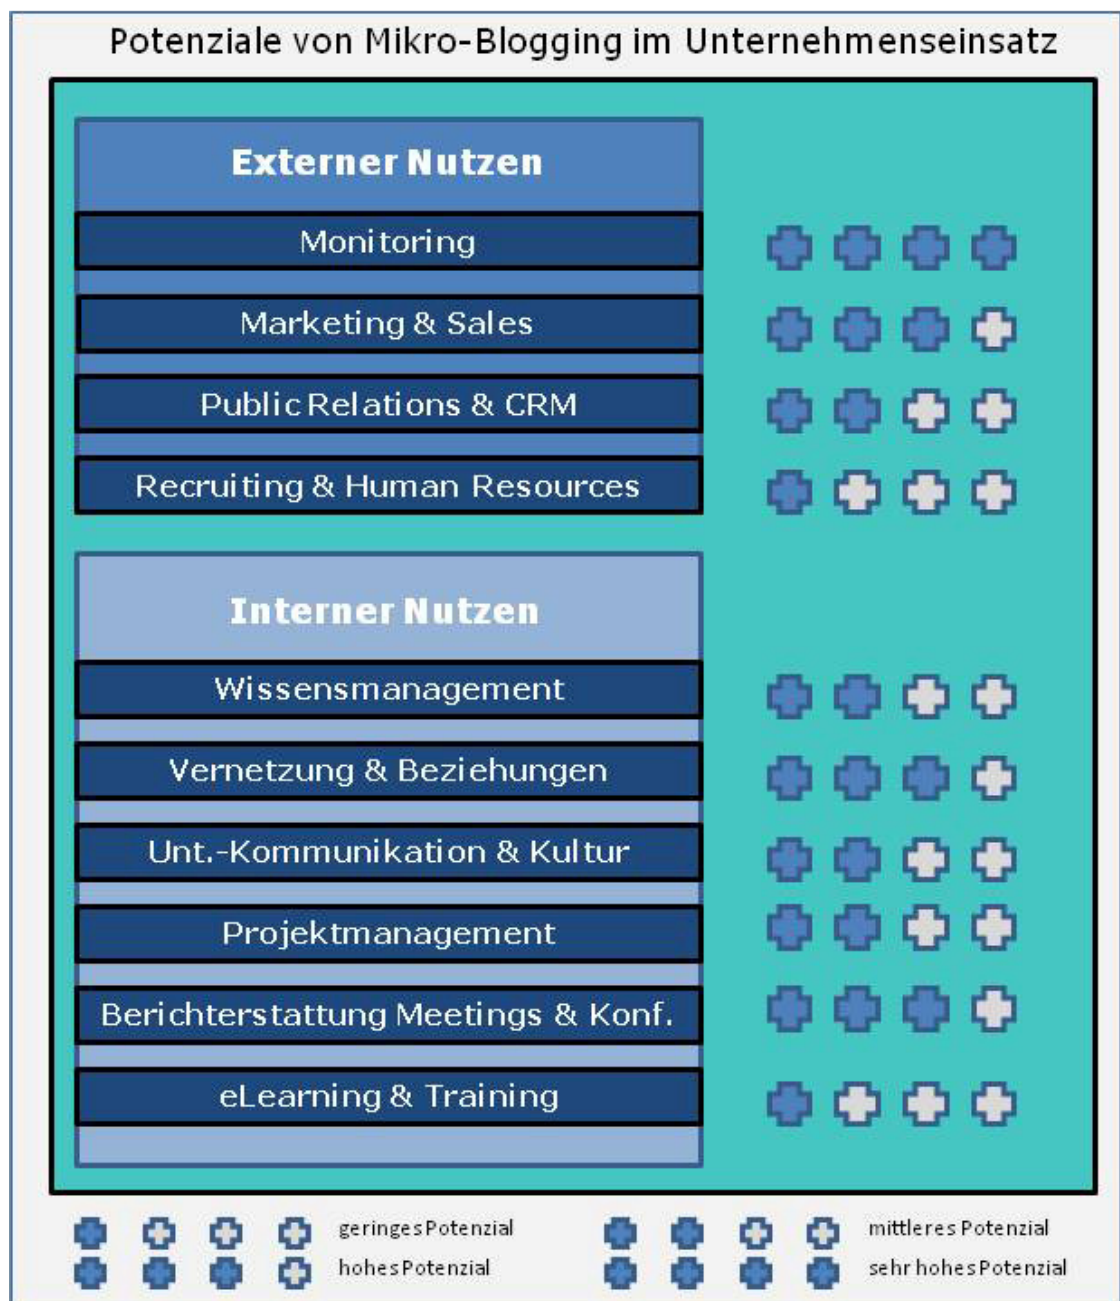 Potenziale von Mikro-Blogging im Unternehmenseinsatz
Externer Nutzen
Monitoring
Marketing & Sales
Public Relations & CRM
Recruiting & Human Resources
Interner Nutzen
Wissensmanagement
Vernetzung & Beziehungen
Unt.-Kommunikation & Kultur
Projektmanagement
Berichterstattung Meetings & Konf.
eLearning & Training
geringes Potenzial
mittleres Potenzial
hohes Potenzial
sehr hohes Potenzial